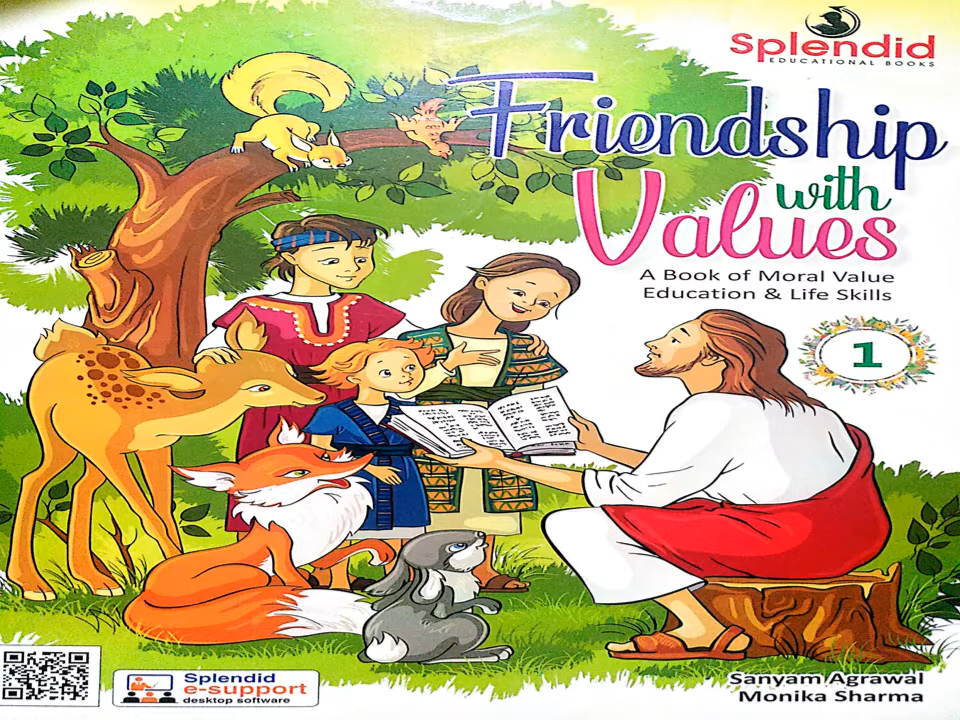 Splendid
EDUCATIONAL BOOKS
Friendship
with
Values
A Book of Moral Value
Education & Life Skills
1
Splendid
e-support
desktop software
Sanyam Agrawal
Monika Sharma